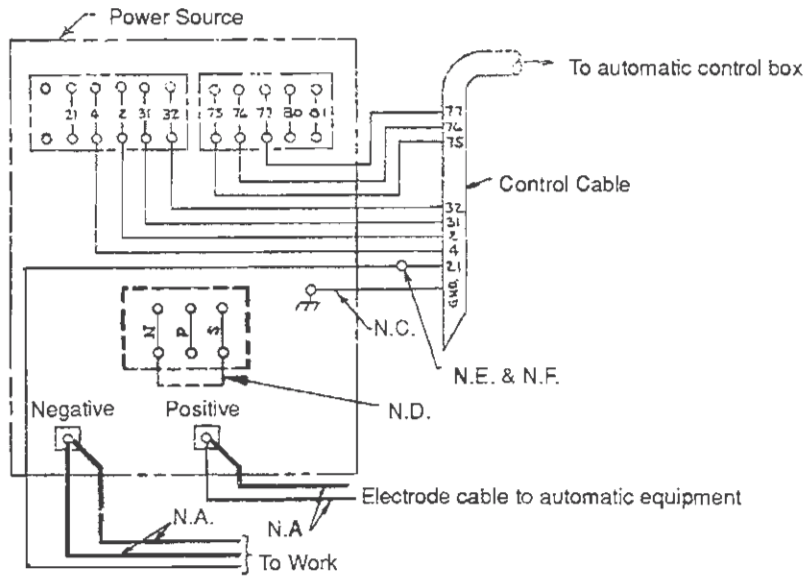 Power Source
To automatic control box
21 4 2 31 32
75 76 77 80 81
77
76
75
Control Cable
32
31
2
4
21
GND
N.C.
N.E. & N.F.
N P S
N.D.
Negative
Positive
Electrode cable to automatic equipment
N.A.
N.A
To Work